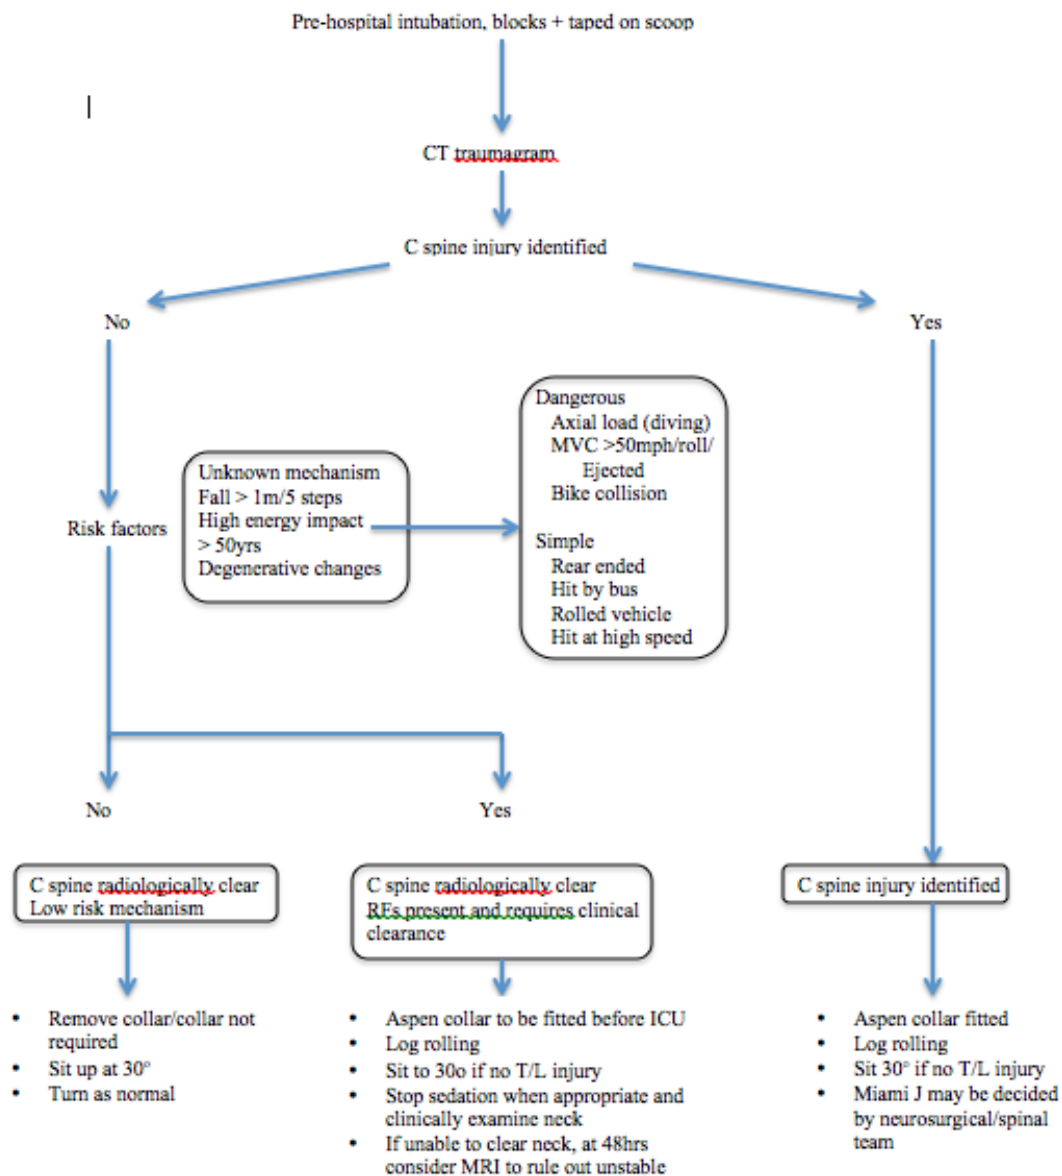 Pre-hospital intubation, blocks + taped on scoop
CT traumagram
C spine injury identified
No
Yes
Risk factors
Unknown mechanism
Fall > 1m/5 steps
High energy impact
> 50yrs
Degenerative changes
Dangerous
Axial load (diving)
MVC >50mph/roll/
Ejected
Bike collision
Simple
Rear ended
Hit by bus
Rolled vehicle
Hit at high speed
No
Yes
C spine radiologically clear
Low risk mechanism
C spine radiologically clear
RFs present and requires clinical
clearance
C spine injury identified
• Remove collar/collar not
required
• Sit up at 30°
• Turn as normal
• Aspen collar to be fitted before ICU
• Log rolling
• Sit to 30o if no T/L injury
• Stop sedation when appropriate and
clinically examine neck
• If unable to clear neck, at 48hrs
consider MRI to rule out unstable
• Aspen collar fitted
• Log rolling
• Sit 30° if no T/L injury
• Miami J may be decided
by neurosurgical/spinal
team